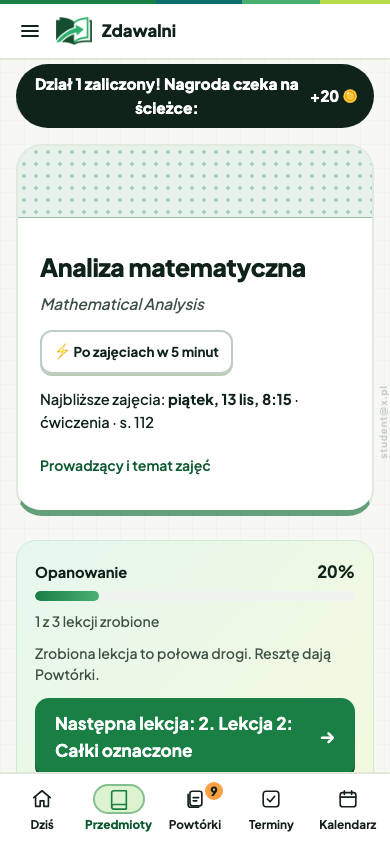 Zdawalni
Dział 1 zaliczony! Nagroda czeka na
ścieżce:
+20
Analiza matematyczna
Mathematical Analysis
Po zajęciach w 5 minut
Najbliższe zajęcia: piątek, 13 lis, 8:15 ·
ćwiczenia · s. 112
Prowadzący i temat zajęć
student@x.pl
Opanowanie
20%
1 z 3 lekcji zrobione
Zrobiona lekcja to połowa drogi. Resztę dają
Powtórki.
Następna lekcja: 2. Lekcja 2:
Całki oznaczone
9
Dziś
Przedmioty
Powtórki
Terminy
Kalendarz